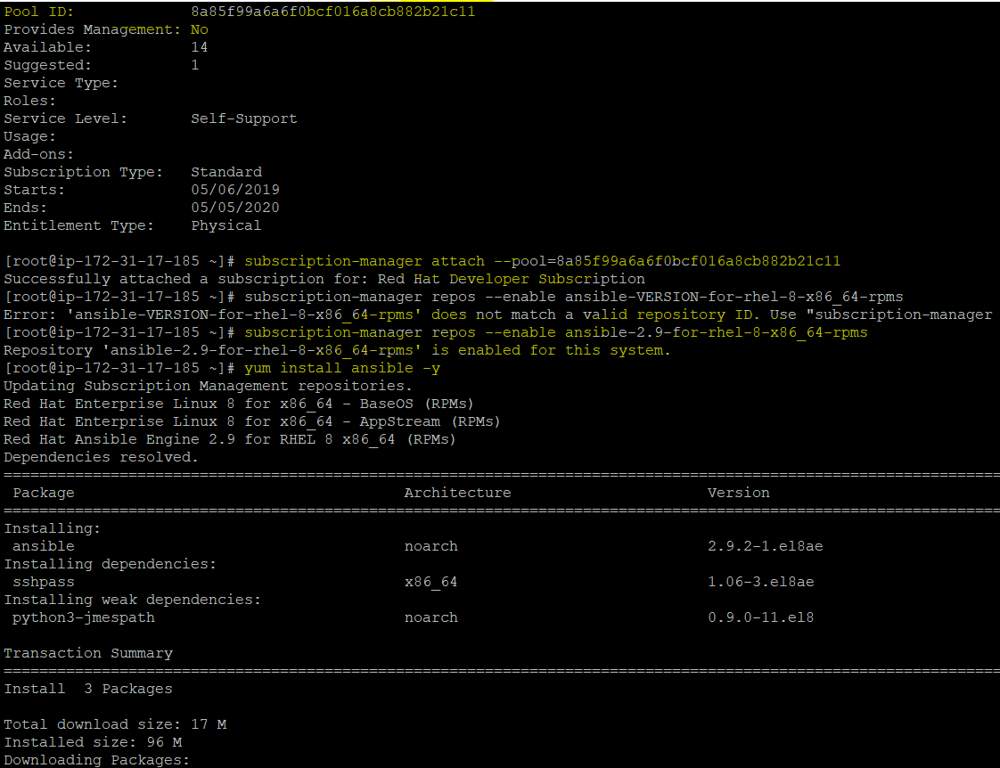 Pool ID:             8a85f99a6a6f0bcf016a8cb882b21c11
Provides Management: No
Available:           14
Suggested:           1
Service Type:
Roles:
Service Level:       Self-Support
Usage:
Add-ons:
Subscription Type:   Standard
Starts:              05/06/2019
Ends:                05/05/2020
Entitlement Type:    Physical
[root@ip-172-31-17-185 ~]# subscription-manager attach --pool=8a85f99a6a6f0bcf016a8cb882b21c11
Successfully attached a subscription for: Red Hat Developer Subscription
[root@ip-172-31-17-185 ~]# subscription-manager repos --enable ansible-VERSION-for-rhel-8-x86_64-rpms
Error: 'ansible-VERSION-for-rhel-8-x86_64-rpms' does not match a valid repository ID. Use "subscription-manager
[root@ip-172-31-17-185 ~]# subscription-manager repos --enable ansible-2.9-for-rhel-8-x86_64-rpms
Repository 'ansible-2.9-for-rhel-8-x86_64-rpms' is enabled for this system.
[root@ip-172-31-17-185 ~]# yum install ansible -y
Updating Subscription Management repositories.
Red Hat Enterprise Linux 8 for x86_64 - BaseOS (RPMs)
Red Hat Enterprise Linux 8 for x86_64 - AppStream (RPMs)
Red Hat Ansible Engine 2.9 for RHEL 8 x86_64 (RPMs)
Dependencies resolved.
================================================================================================================
 Package                                     Architecture                      Version
================================================================================================================
Installing:
 ansible                                     noarch                            2.9.2-1.el8ae
Installing dependencies:
 sshpass                                     x86_64                            1.06-3.el8ae
Installing weak dependencies:
 python3-jmespath                            noarch                            0.9.0-11.el8
Transaction Summary
================================================================================================================
Install  3 Packages
Total download size: 17 M
Installed size: 96 M
Downloading Packages: